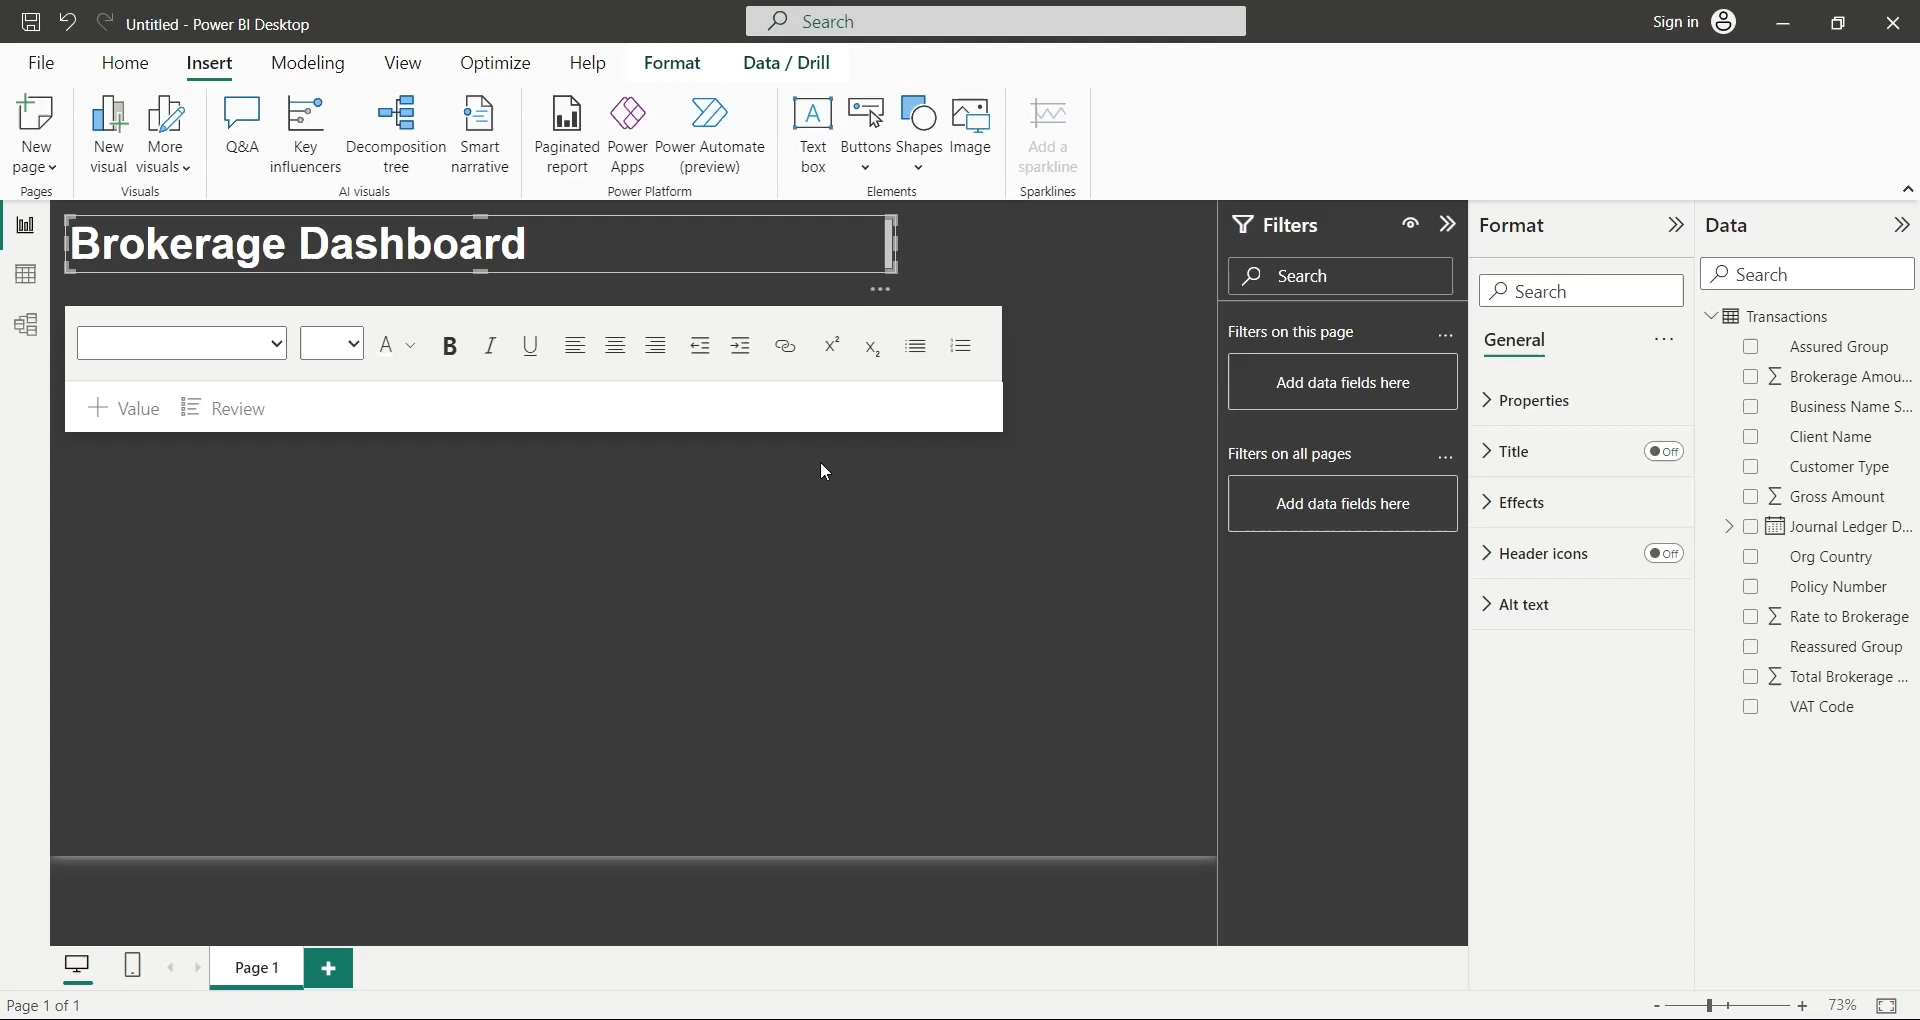 Untitled - Power BI Desktop
Search
Sign in
File Home Insert Modeling View Optimize Help Format Data / Drill
New page
Pages
New visual
More visuals
Visuals
Q&A
Key influencers
Decomposition tree
Smart narrative
AI visuals
Paginated report
Power Apps
Power Automate (preview)
Power Platform
A
Text box
Buttons
Shapes
Image
Elements
Add a sparkline
Sparklines
Brokerage Dashboard
...
A B I U x² x₂
+ Value Review
Filters
Search
Filters on this page ...
Add data fields here
Filters on all pages ...
Add data fields here
Format
Search
General ...
Properties
Title Off
Effects
Header icons Off
Alt text
Data
Search
Transactions
Assured Group
∑ Brokerage Amou...
Business Name S...
Client Name
Customer Type
∑ Gross Amount
Journal Ledger D...
Org Country
Policy Number
∑ Rate to Brokerage
Reassured Group
∑ Total Brokerage ...
VAT Code
Page 1 +
Page 1 of 1
- + 73%